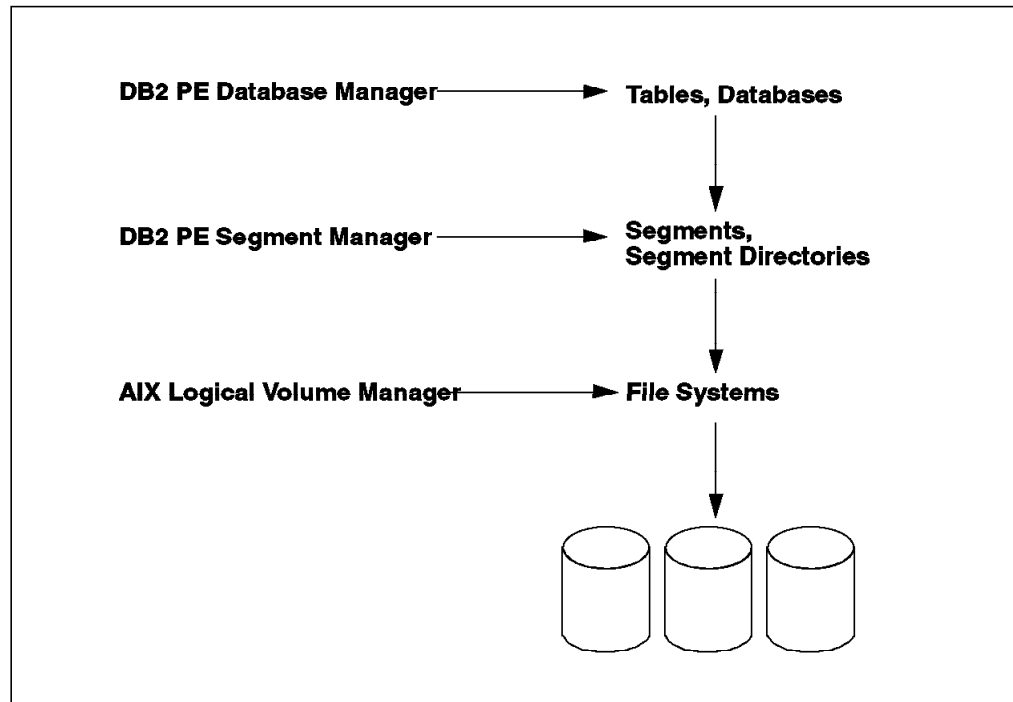 DB2 PE Database Manager
Tables, Databases
DB2 PE Segment Manager
Segments,
Segment Directories
AIX Logical Volume Manager
File Systems